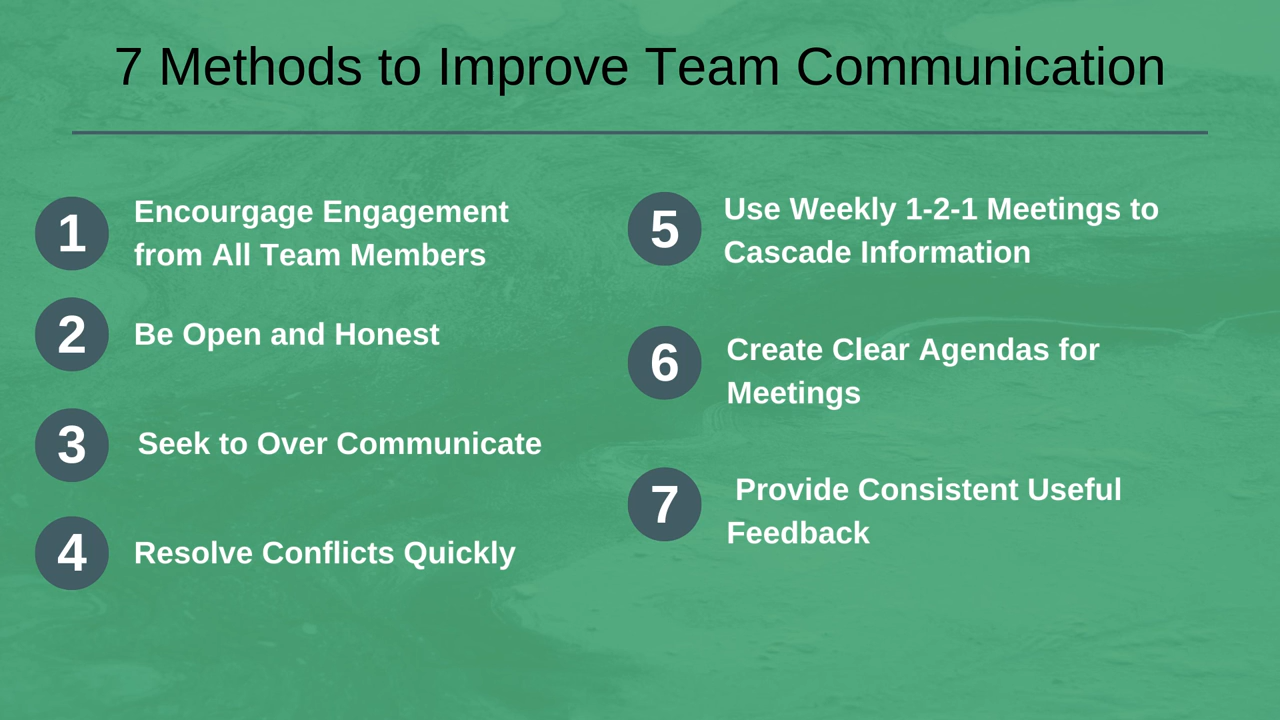 7 Methods to Improve Team Communication
1
Encourgage Engagement
from All Team Members
2
Be Open and Honest
3
Seek to Over Communicate
4
Resolve Conflicts Quickly
5
Use Weekly 1-2-1 Meetings to
Cascade Information
6
Create Clear Agendas for
Meetings
7
Provide Consistent Useful
Feedback